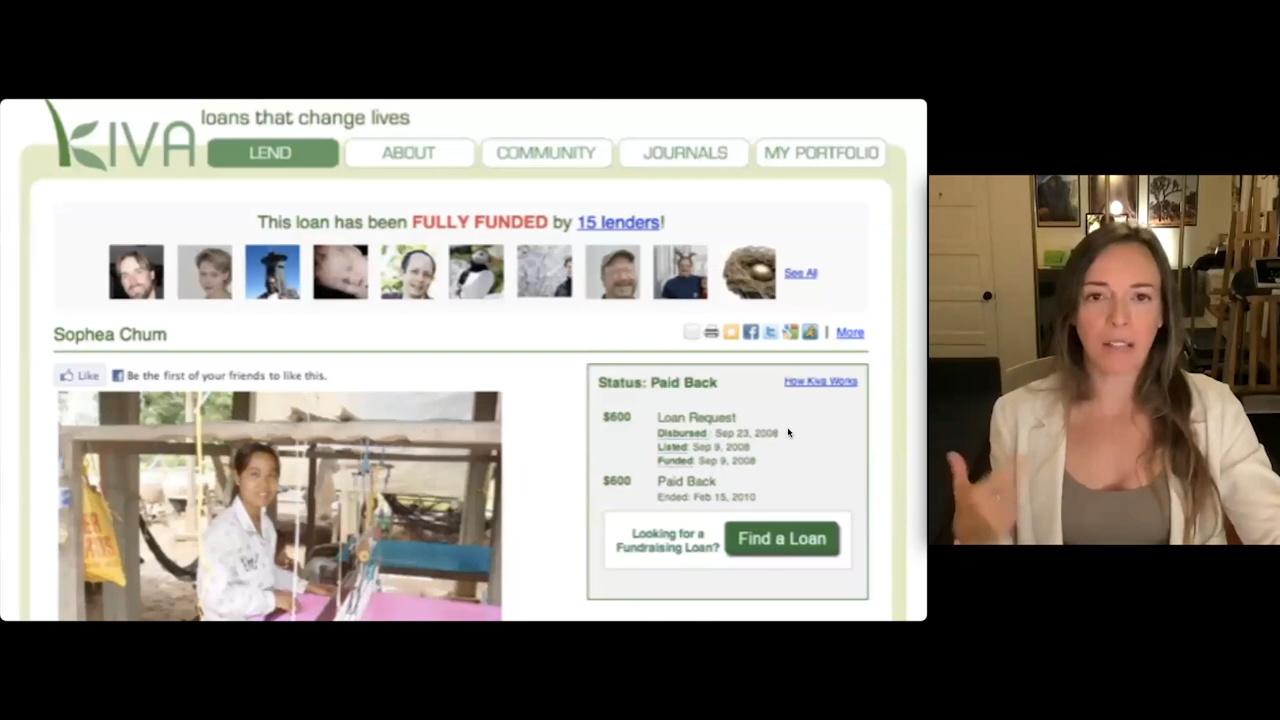 KIVA
loans that change lives
LEND ABOUT COMMUNITY JOURNALS MY PORTFOLIO
This loan has been FULLY FUNDED by 15 lenders!
See All
Sophea Chum
| More
Like Be the first of your friends to like this.
Status: Paid Back How Kiva Works
$600 Loan Request
Disbursed: Sep 23, 2008
Listed: Sep 9, 2008
Funded: Sep 9, 2008
$600 Paid Back
Ended: Feb 15, 2010
Looking for a
Fundraising Loan?
Find a Loan